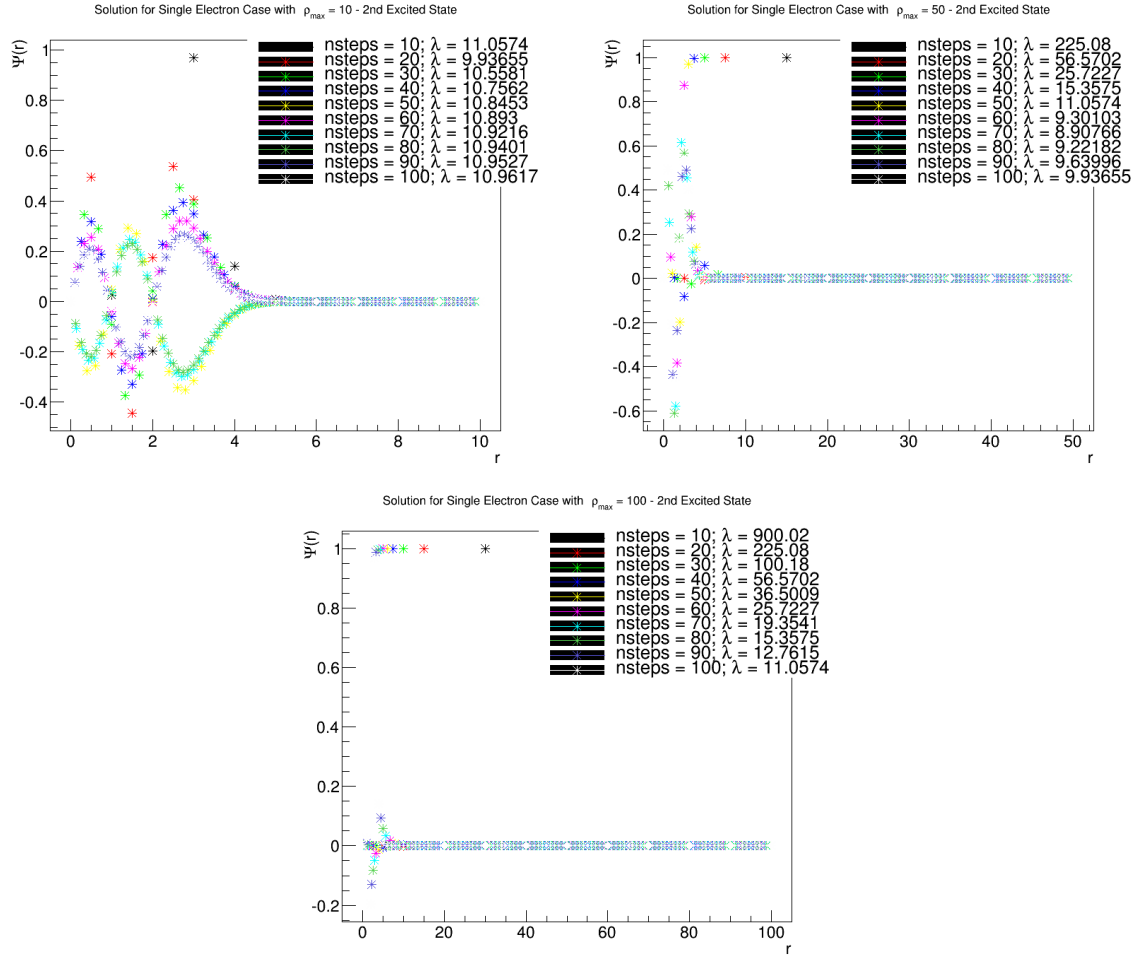 Solution for Single Electron Case with ρmax = 10 - 2nd Excited State
Ψ(r)
1
0.8
0.6
0.4
0.2
0
-0.2
-0.4
nsteps = 10; λ = 11.0574
nsteps = 20; λ = 9.93655
nsteps = 30; λ = 10.5581
nsteps = 40; λ = 10.7562
nsteps = 50; λ = 10.8453
nsteps = 60; λ = 10.893
nsteps = 70; λ = 10.9216
nsteps = 80; λ = 10.9401
nsteps = 90; λ = 10.9527
nsteps = 100; λ = 10.9617
0 2 4 6 8 10
r
Solution for Single Electron Case with ρmax = 50 - 2nd Excited State
Ψ(r)
1
0.8
0.6
0.4
0.2
0
-0.2
-0.4
-0.6
nsteps = 10; λ = 225.08
nsteps = 20; λ = 56.5702
nsteps = 30; λ = 25.7227
nsteps = 40; λ = 15.3575
nsteps = 50; λ = 11.0574
nsteps = 60; λ = 9.30103
nsteps = 70; λ = 8.90766
nsteps = 80; λ = 9.22182
nsteps = 90; λ = 9.63996
nsteps = 100; λ = 9.93655
0 10 20 30 40 50
r
Solution for Single Electron Case with ρmax = 100 - 2nd Excited State
Ψ(r)
1
0.8
0.6
0.4
0.2
0
-0.2
nsteps = 10; λ = 900.02
nsteps = 20; λ = 225.08
nsteps = 30; λ = 100.18
nsteps = 40; λ = 56.5702
nsteps = 50; λ = 36.5009
nsteps = 60; λ = 25.7227
nsteps = 70; λ = 19.3541
nsteps = 80; λ = 15.3575
nsteps = 90; λ = 12.7615
nsteps = 100; λ = 11.0574
0 20 40 60 80 100
r